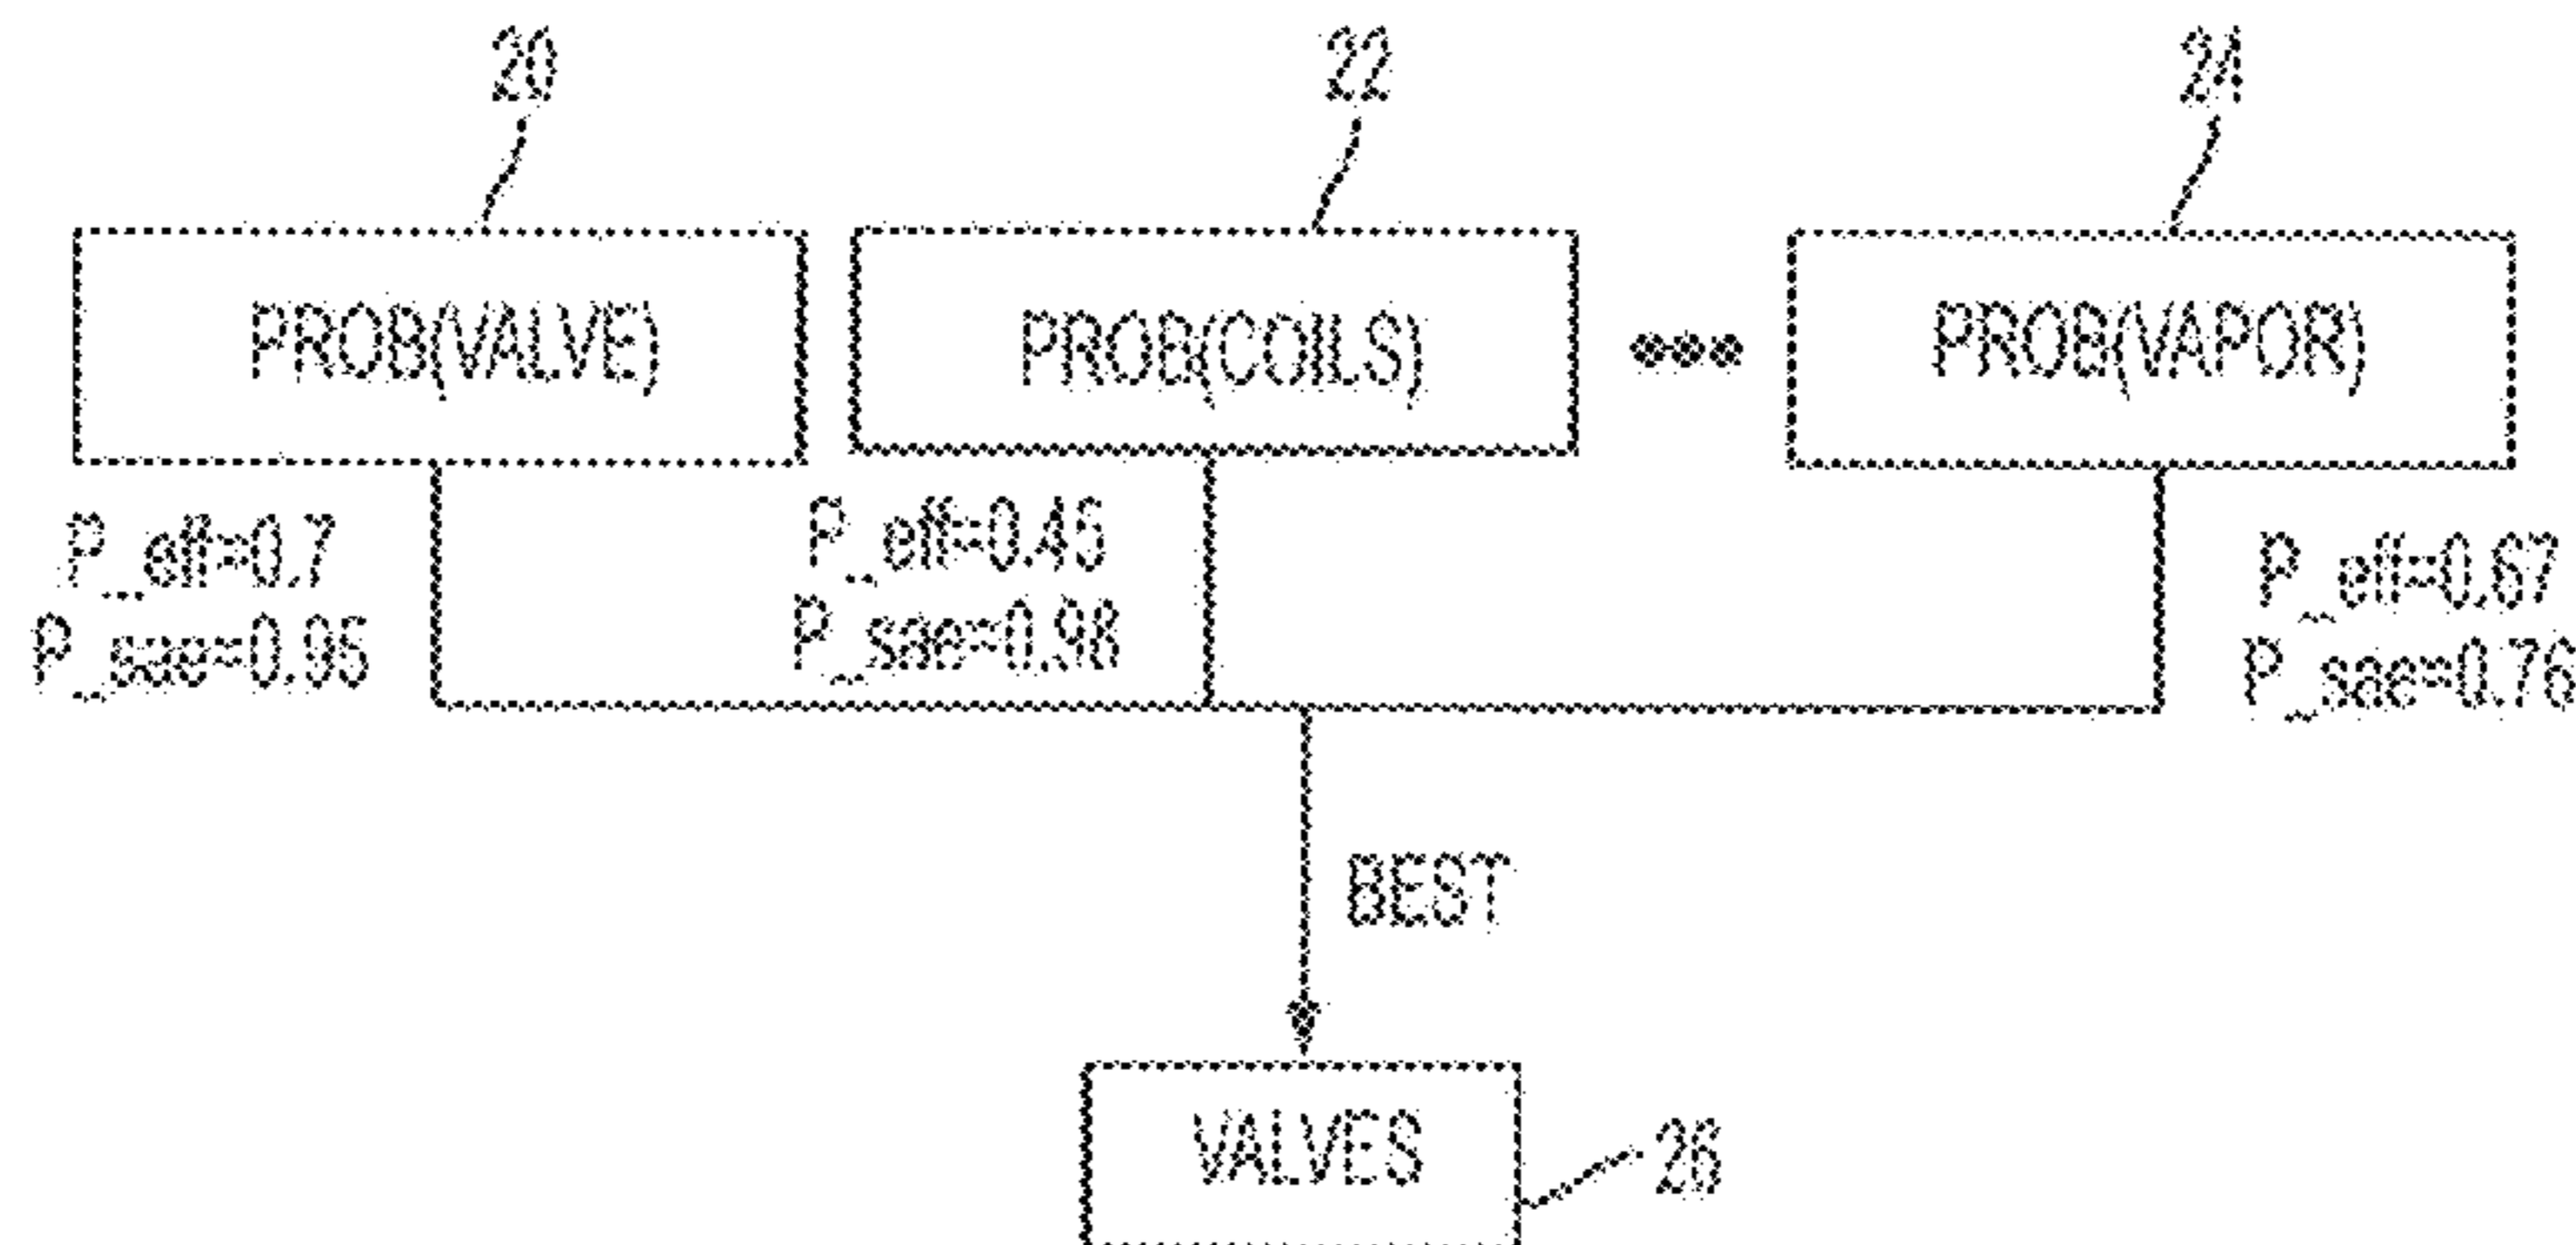 20
22
24
PROB(VALVE)
PROB(COILS)
PROB(VAPOR)
P_eff=0.7
P_sae=0.95
P_eff=0.45
P_sae=0.98
P_eff=0.67
P_sae=0.76
BEST
VALVES
26